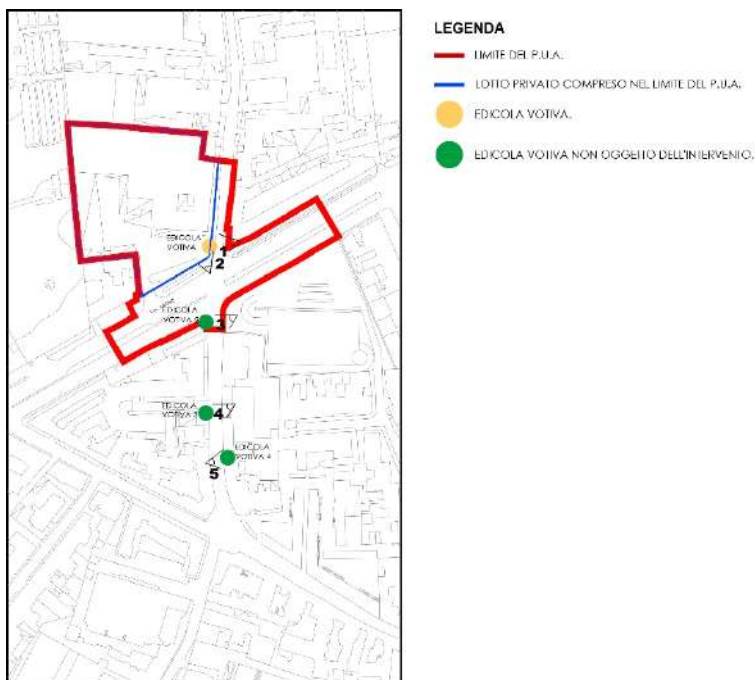 LEGENDA
LIMITE DEL P.U.A.
LOTTO PRIVATO COMPRESO NEL LIMITE DEL P.U.A.
EDICOLA VOTIVA.
EDICOLA VOTIVA NON OGGETTO DELL'INTERVENTO.
EDICOLA
VOTIVA
1
2
EDICOLA
VOTIVA
3
EDICOLA
VOTIVA
4
EDICOLA
VOTIVA 4
5